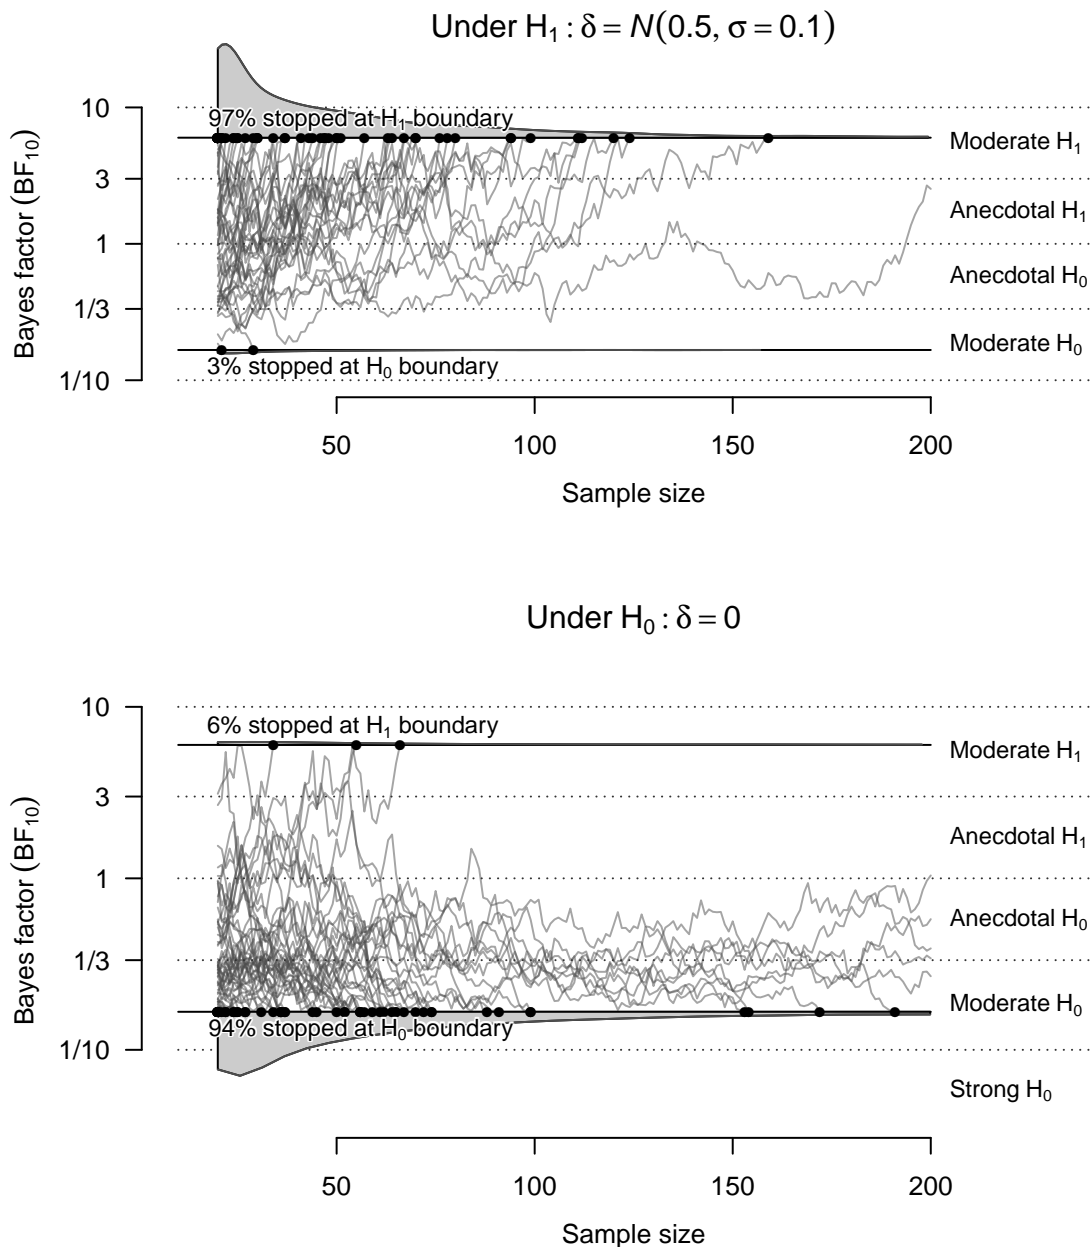 Under H₁ : δ = N(0.5, σ = 0.1)
10
97% stopped at H₁ boundary
Moderate H₁
3
Anecdotal H₁
1
Anecdotal H₀
1/3
Moderate H₀
3% stopped at H₀ boundary
1/10
Bayes factor (BF₁₀)
50 100 150 200
Sample size
Under H₀ : δ = 0
10
6% stopped at H₁ boundary
Moderate H₁
3
Anecdotal H₁
1
Anecdotal H₀
1/3
Moderate H₀
94% stopped at H₀ boundary
1/10
Strong H₀
Bayes factor (BF₁₀)
50 100 150 200
Sample size